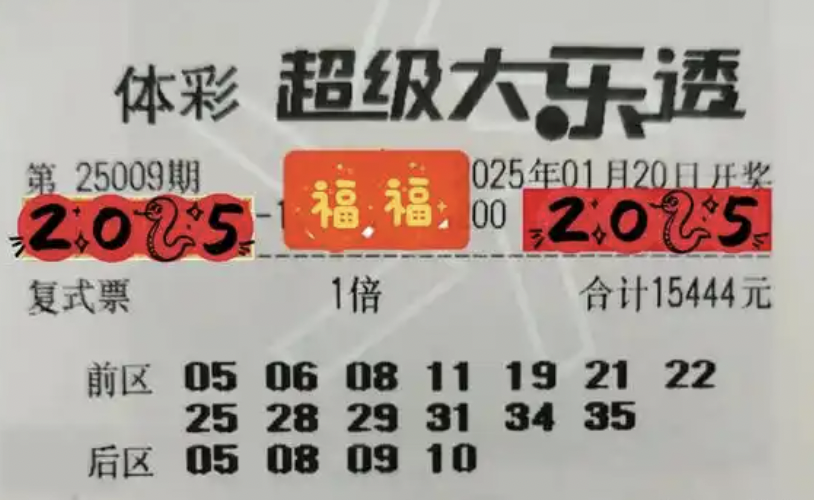 体彩 超级大乐透
第 25009期 025年01月20日开奖
2025 -1 福 福 00 2025
复式票 1倍 合计15444元
前区 05 06 08 11 19 21 22
25 28 29 31 34 35
后区 05 08 09 10